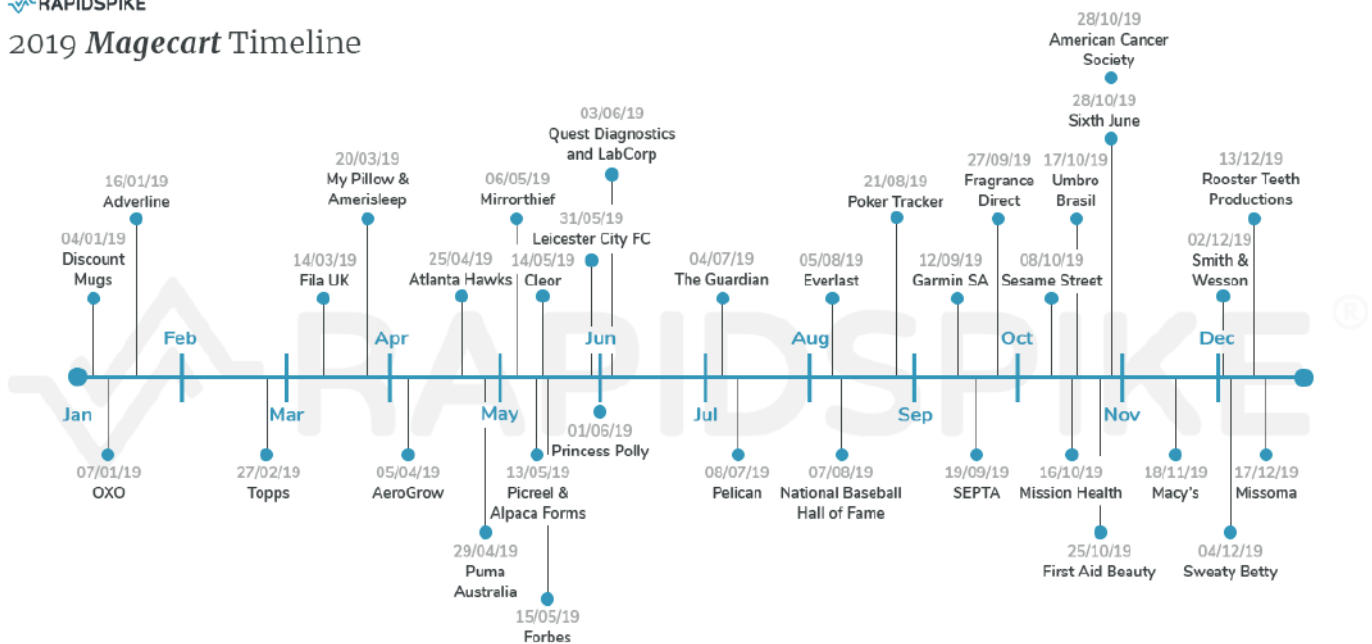 RAPIDSPIKE
2019 Magecart Timeline
28/10/19
American Cancer
Society
28/10/19
Sixth June
03/06/19
Quest Diagnostics
and LabCorp
16/01/19
Adverline
20/03/19
My Pillow &
Amerisleep
06/05/19
Mirrorthief
21/08/19
Poker Tracker
27/09/19
Fragrance
Direct
17/10/19
Umbro
Brasil
13/12/19
Rooster Teeth
Productions
04/01/19
Discount
Mugs
14/03/19
Fila UK
25/04/19
Atlanta Hawks
31/05/19
Leicester City FC
14/05/19
Cleor
04/07/19
The Guardian
05/08/19
Everlast
12/09/19
Garmin SA
08/10/19
Sesame Street
02/12/19
Smith &
Wesson
RAPIDSPIKE ®
Feb
Apr
Jun
Aug
Oct
Dec
Jan
Mar
May
Jul
Sep
Nov
07/01/19
OXO
27/02/19
Topps
05/04/19
AeroGrow
13/05/19
Picreel &
Alpaca Forms
01/06/19
Princess Polly
08/07/19
Pelican
07/08/19
National Baseball
Hall of Fame
19/09/19
SEPTA
16/10/19
Mission Health
18/11/19
Macy's
17/12/19
Missoma
29/04/19
Puma
Australia
25/10/19
First Aid Beauty
04/12/19
Sweaty Betty
15/05/19
Forbes